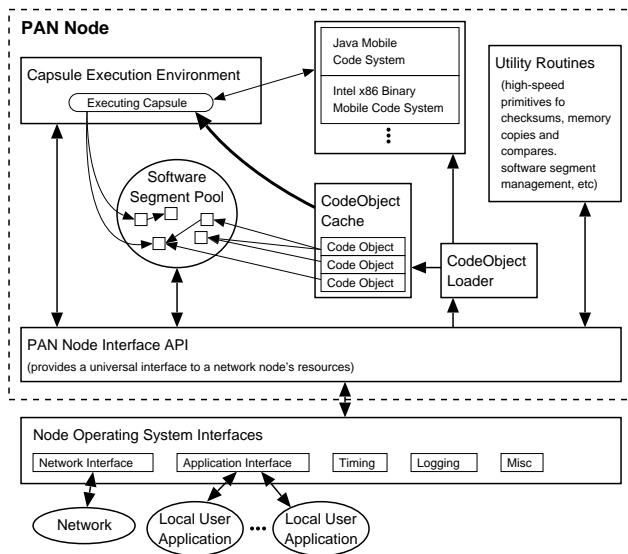 PAN Node
Capsule Execution Environment
Executing Capsule
Java Mobile
Code System
Intel x86 Binary
Mobile Code System
Utility Routines
(high-speed
primitives fo
checksums, memory
copies and
compares.
software segment
management, etc)
Software
Segment Pool
CodeObject
Cache
Code Object
Code Object
Code Object
CodeObject
Loader
PAN Node Interface API
(provides a universal interface to a network node's resources)
Node Operating System Interfaces
Network Interface
Application Interface
Timing
Logging
Misc
Network
Local User
Application
Local User
Application